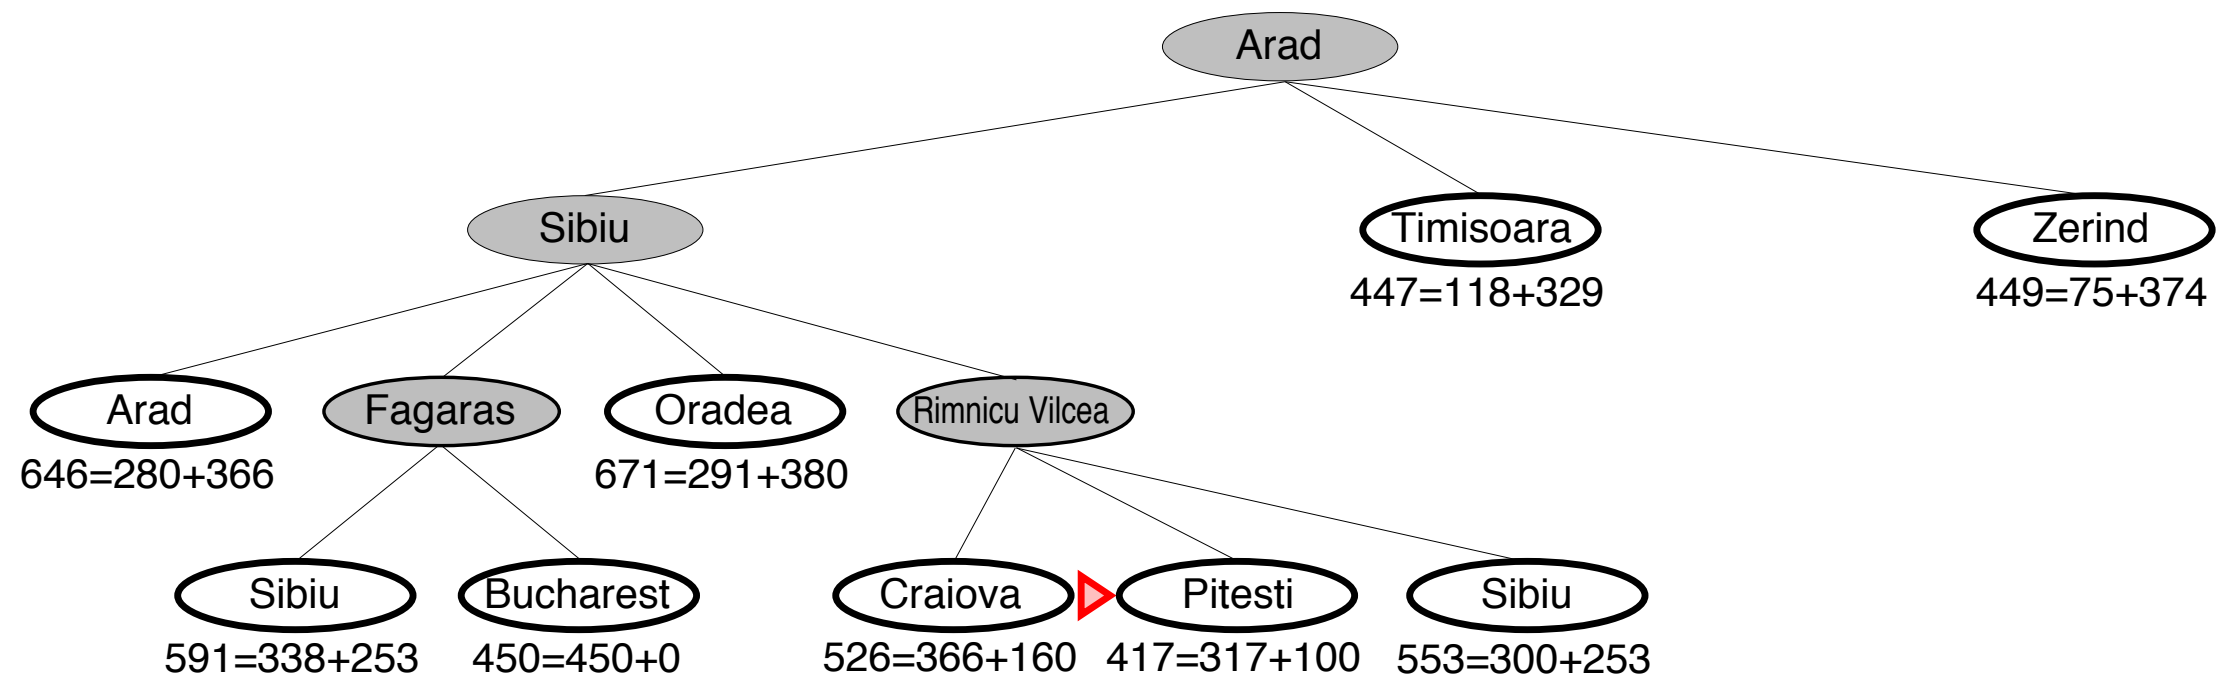 Arad
Sibiu
Timisoara
Zerind
447=118+329
449=75+374
Arad
Fagaras
Oradea
Rimnicu Vilcea
646=280+366
671=291+380
Sibiu
Bucharest
Craiova
Pitesti
Sibiu
591=338+253
450=450+0
526=366+160
417=317+100
553=300+253